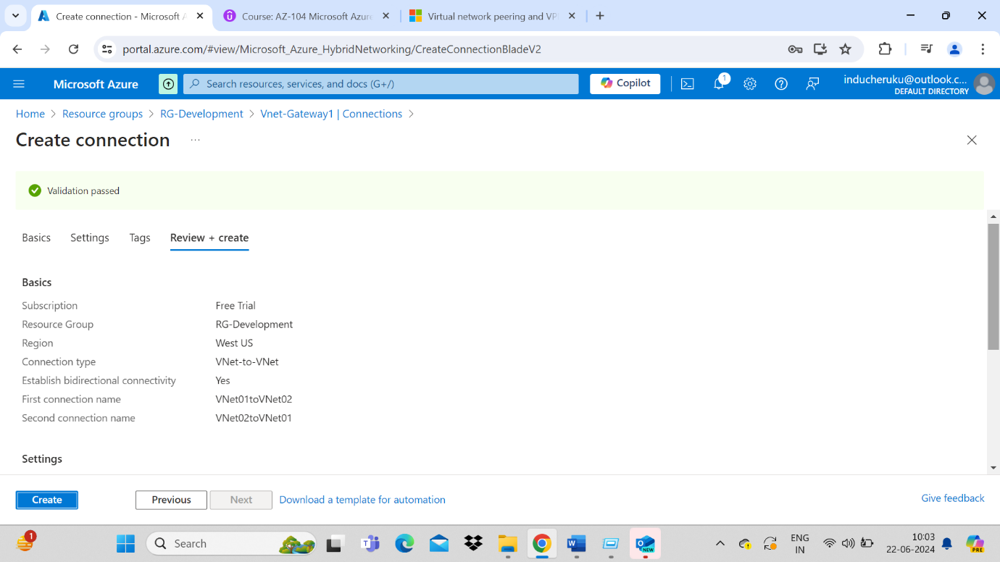 Create connection - Microsoft A
Course: AZ-104 Microsoft Azure
Virtual network peering and VP
portal.azure.com/#view/Microsoft_Azure_HybridNetworking/CreateConnectionBladeV2
Microsoft Azure
Search resources, services, and docs (G+/)
Copilot
1
inducheruku@outlook.c...
DEFAULT DIRECTORY
Home > Resource groups > RG-Development > Vnet-Gateway1 | Connections >
Create connection ...
Validation passed
Basics Settings Tags Review + create
Basics
Subscription Free Trial
Resource Group RG-Development
Region West US
Connection type VNet-to-VNet
Establish bidirectional connectivity Yes
First connection name VNet01toVNet02
Second connection name VNet02toVNet01
Settings
Create Previous Next Download a template for automation Give feedback
1
Search
NEW
ENG
IN
10:03
22-06-2024
PRE